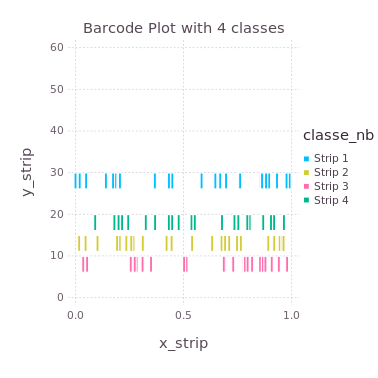 Barcode Plot with 4 classes
60
50
40
30
20
10
0
y_strip
0.0
0.5
1.0
x_strip
classe_nb
Strip 1
Strip 2
Strip 3
Strip 4